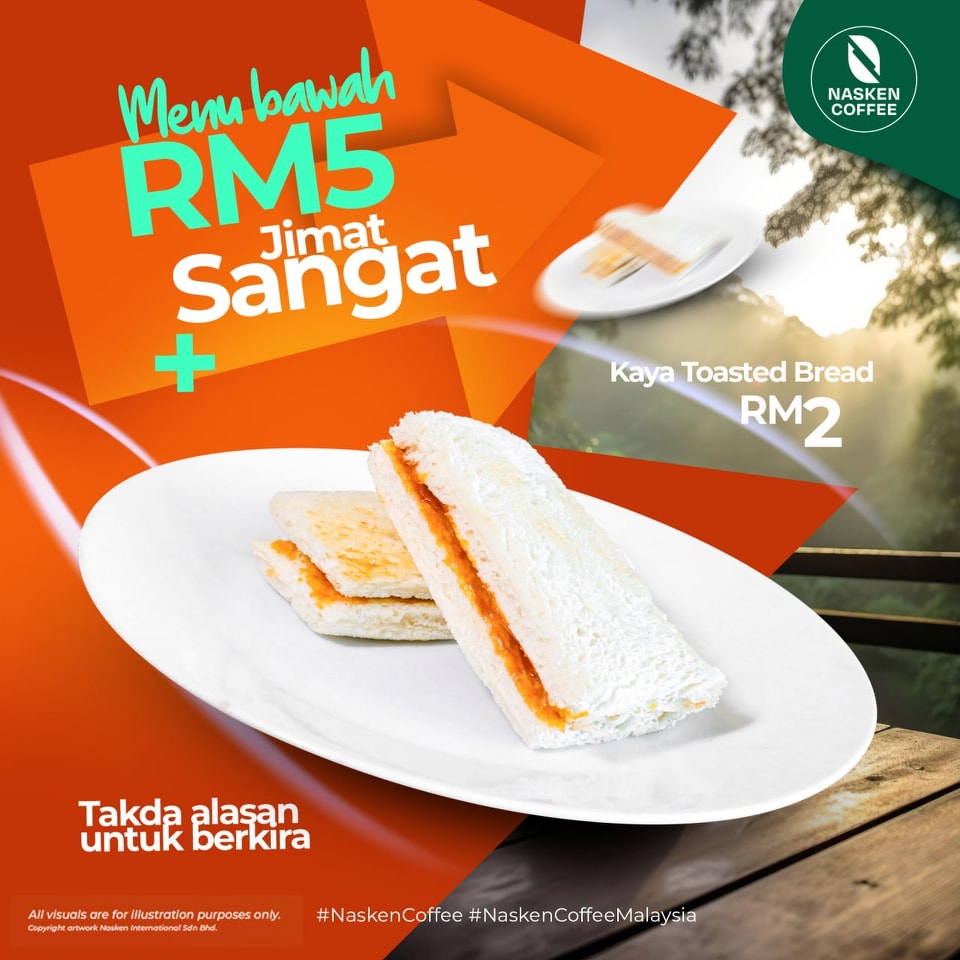 Menu bawah
RM5
Jimat
Sangat
+
NASKEN
COFFEE
Kaya Toasted Bread
RM2
Takda alasan
untuk berkira
All visuals are for illustration purposes only.
Copyright artwork Nasken International Sdn Bhd.
#NaskenCoffee #NaskenCoffeeMalaysia